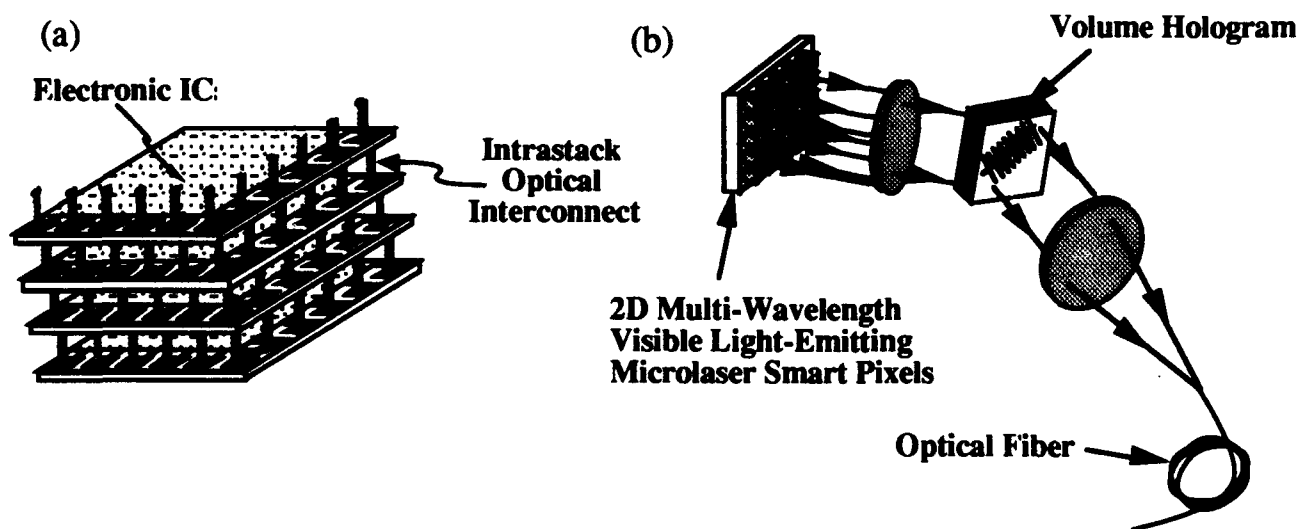 (a)
Electronic IC:
Intrastack
Optical
Interconnect
(b)
Volume Hologram
2D Multi-Wavelength
Visible Light-Emitting
Microlaser Smart Pixels
Optical Fiber